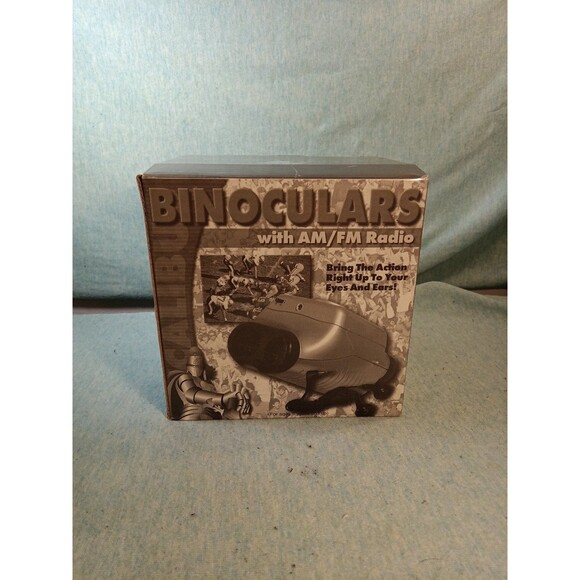 BINOCULARS
with AM/FM Radio
Bring The Action
Right Up To Your
Eyes And Ears!